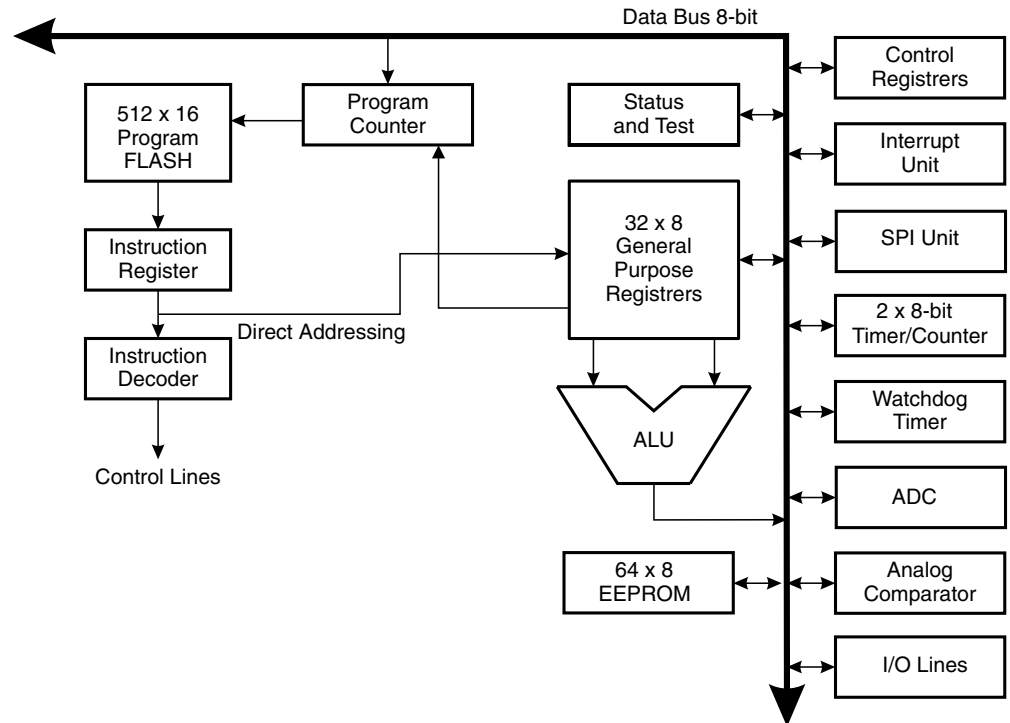 Data Bus 8-bit
512 x 16
Program
FLASH
Program
Counter
Status
and Test
Control
Registrers
Interrupt
Unit
Instruction
Register
32 x 8
General
Purpose
Registrers
SPI Unit
Direct Addressing
2 x 8-bit
Timer/Counter
Instruction
Decoder
ALU
Watchdog
Timer
Control Lines
ADC
64 x 8
EEPROM
Analog
Comparator
I/O Lines